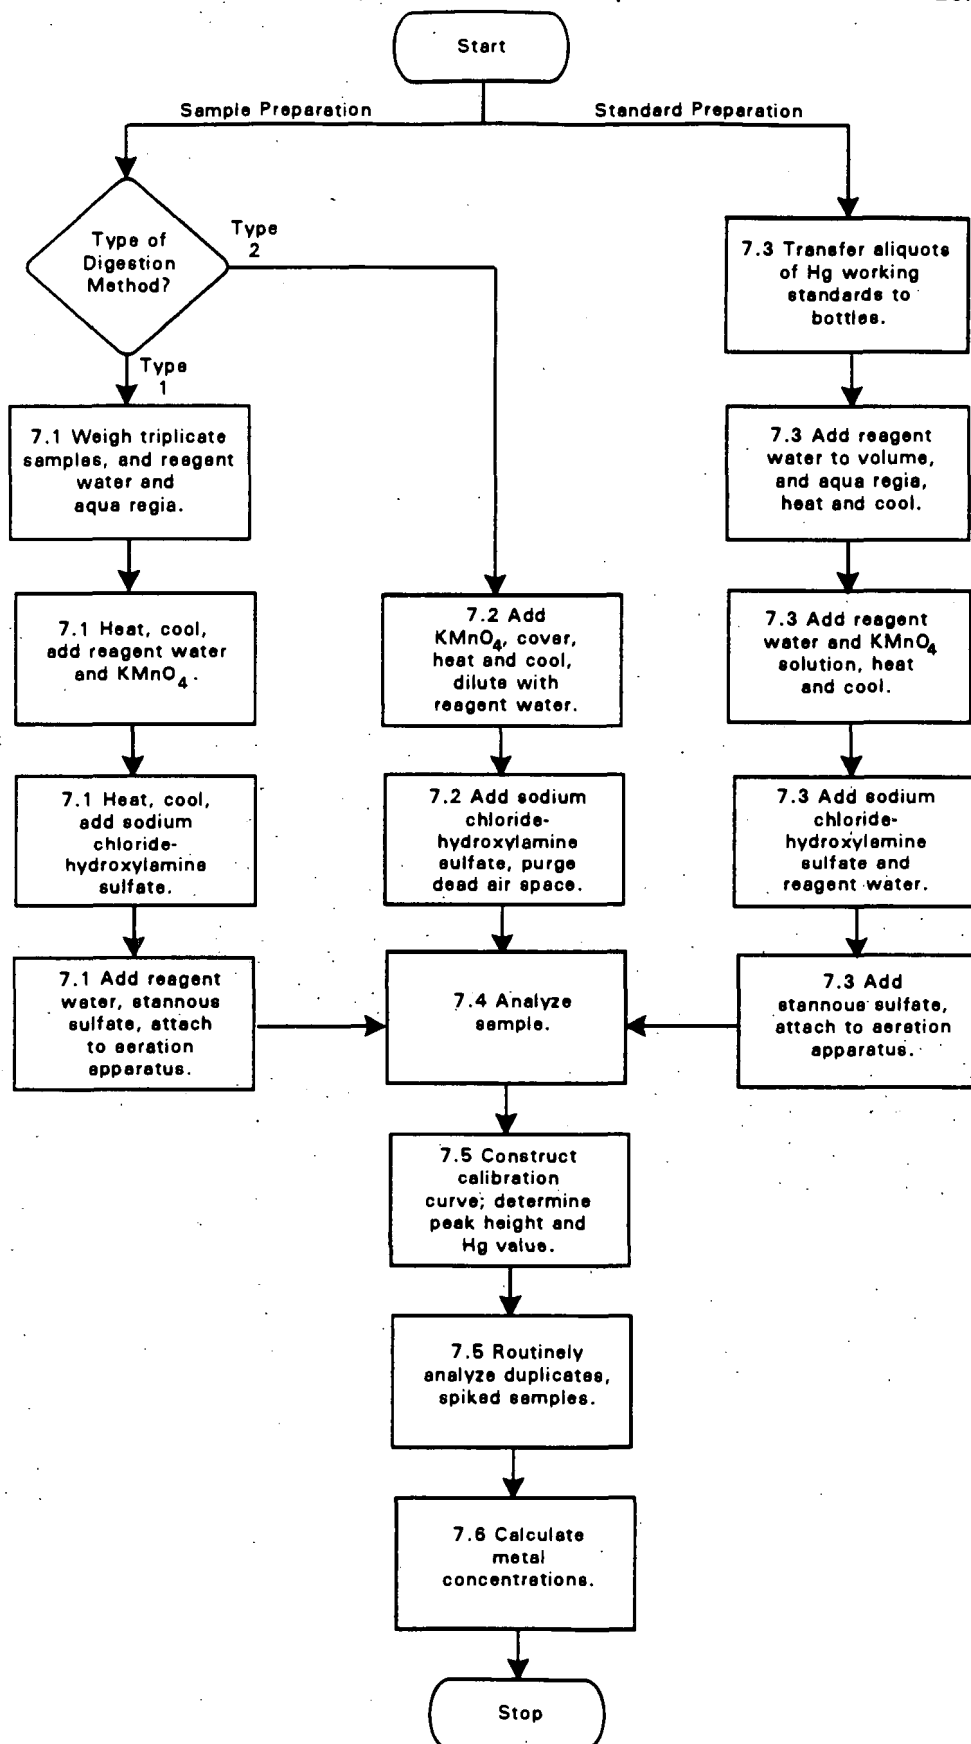 Start
Sample Preparation
Standard Preparation
Type of
Digestion
Method?
Type
2
Type
1
7.3 Transfer aliquots
of Hg working
standards to
bottles.
7.1 Weigh triplicate
samples, and reagent
water and
aqua regia.
7.3 Add reagent
water to volume,
and aqua regia,
heat and cool.
7.1 Heat, cool,
add reagent water
and KMnO4.
7.2 Add
KMnO4, cover,
heat and cool,
dilute with
reagent water.
7.3 Add reagent
water and KMnO4
solution, heat
and cool.
7.1 Heat, cool,
add sodium
chloride-
hydroxylamine
sulfate.
7.2 Add sodium
chloride-
hydroxylamine
sulfate, purge
dead air space.
7.3 Add sodium
chloride-
hydroxylamine
sulfate and
reagent water.
7.1 Add reagent
water, stannous
sulfate, attach
to aeration
apparatus.
7.4 Analyze
sample.
7.3 Add
stannous sulfate,
attach to aeration
apparatus.
7.5 Construct
calibration
curve; determine
peak height and
Hg value.
7.5 Routinely
analyze duplicates,
spiked samples.
7.6 Calculate
metal
concentrations.
Stop